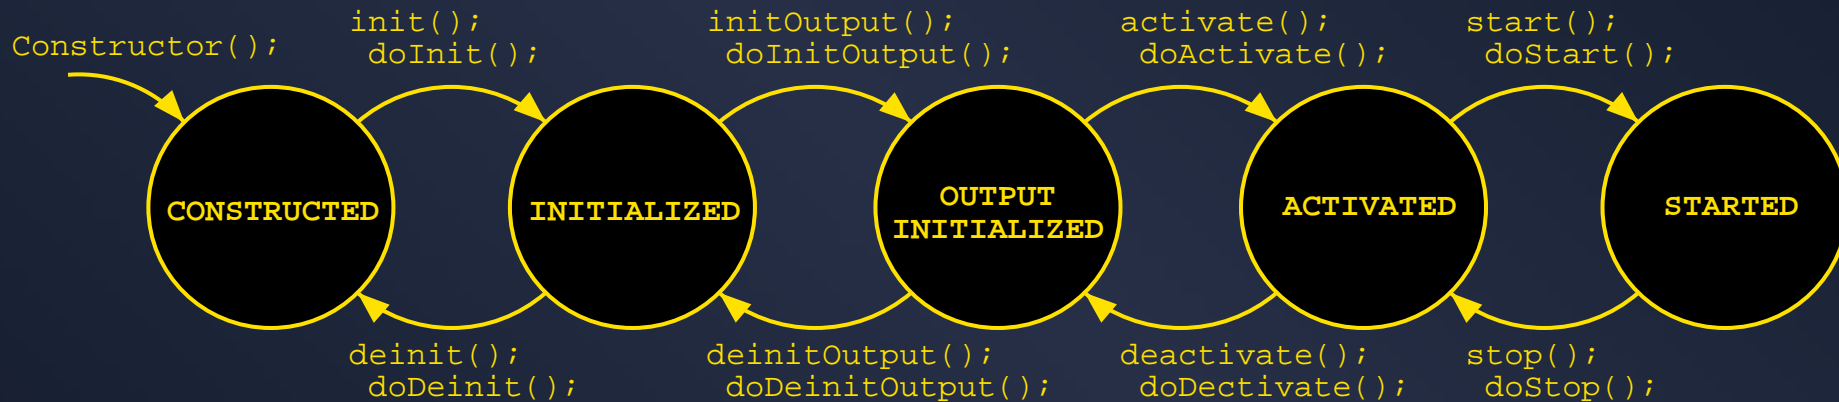 Constructor();
init();
doInit();
initOutput();
doInitOutput();
activate();
doActivate();
start();
doStart();
CONSTRUCTED
INITIALIZED
OUTPUT
INITIALIZED
ACTIVATED
STARTED
deinit();
doDeinit();
deinitOutput();
doDeinitOutput();
deactivate();
doDectivate();
stop();
doStop();